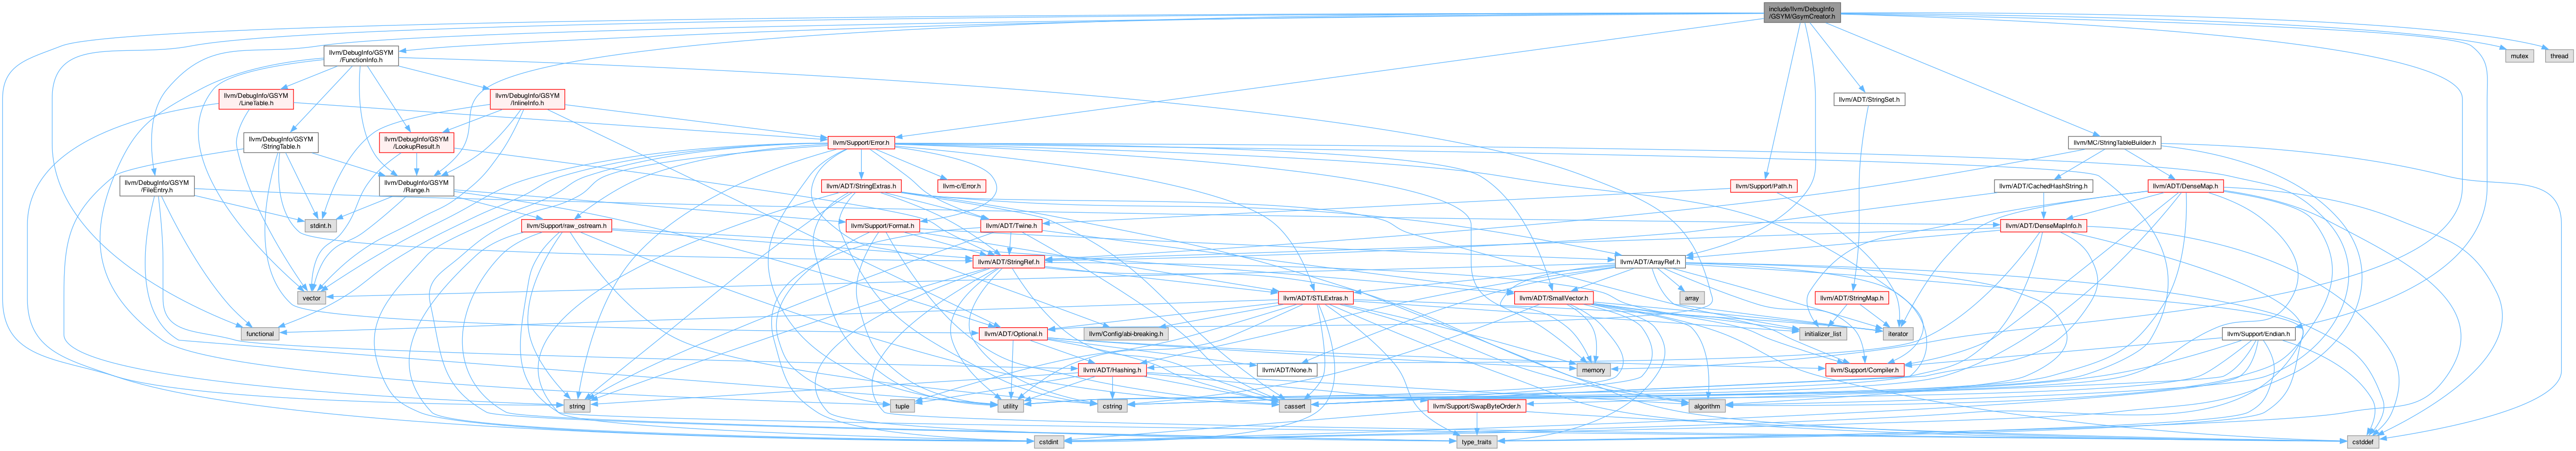 include/llvm/DebugInfo
/GSYM/GsymCreator.h
llvm/DebugInfo/GSYM
/FunctionInfo.h
mutex
thread
llvm/DebugInfo/GSYM
/LineTable.h
llvm/DebugInfo/GSYM
/InlineInfo.h
llvm/ADT/StringSet.h
llvm/DebugInfo/GSYM
/StringTable.h
llvm/DebugInfo/GSYM
/LookupResult.h
llvm/Support/Error.h
llvm/MC/StringTableBuilder.h
llvm/DebugInfo/GSYM
/FileEntry.h
llvm/DebugInfo/GSYM
/Range.h
llvm/ADT/StringExtras.h
llvm-c/Error.h
llvm/Support/Path.h
llvm/ADT/CachedHashString.h
llvm/ADT/DenseMap.h
stdint.h
llvm/Support/raw_ostream.h
llvm/Support/Format.h
llvm/ADT/Twine.h
llvm/ADT/DenseMapInfo.h
llvm/ADT/StringRef.h
llvm/ADT/ArrayRef.h
vector
llvm/ADT/STLExtras.h
llvm/ADT/SmallVector.h
array
llvm/ADT/StringMap.h
functional
llvm/ADT/Optional.h
llvm/Config/abi-breaking.h
initializer_list
iterator
llvm/Support/Endian.h
llvm/ADT/Hashing.h
llvm/ADT/None.h
memory
llvm/Support/Compiler.h
string
tuple
utility
cstring
cassert
llvm/Support/SwapByteOrder.h
algorithm
cstdint
type_traits
cstddef